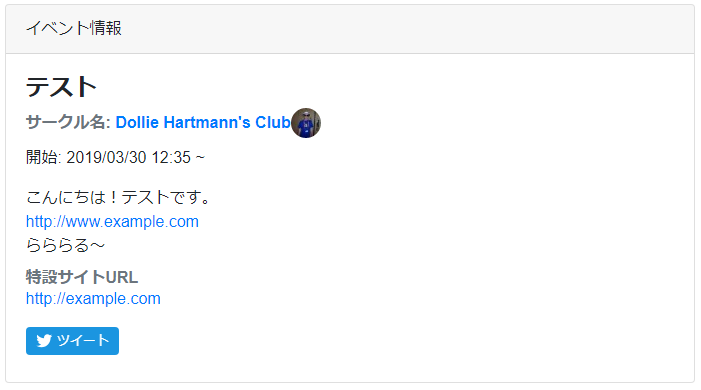 イベント情報
テスト
サークル名: Dollie Hartmann's Club
開始: 2019/03/30 12:35 ~
こんにちは！テストです。
http://www.example.com
らららる～
特設サイトURL
http://example.com
ツイート